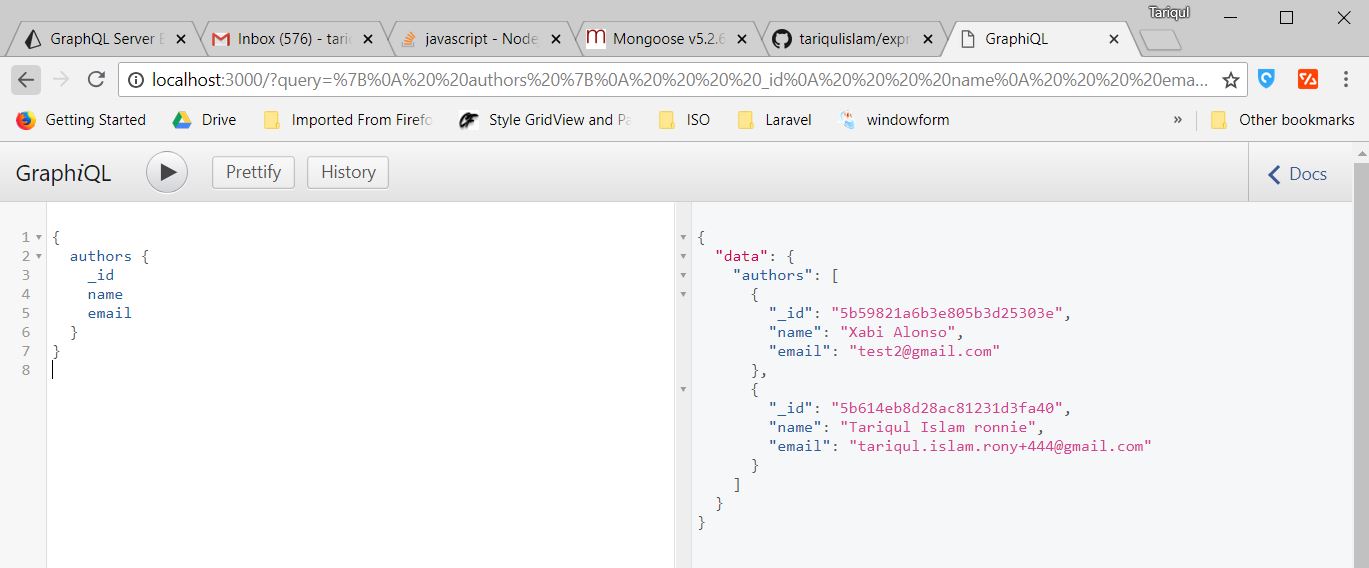 Tariqul
GraphQL Server E
Inbox (576) - taric
javascript - Node
Mongoose v5.2.6
tariqulislam/expr
GraphiQL
localhost:3000/?query=%7B%0A%20%20authors%20%7B%0A%20%20%20%20_id%0A%20%20%20%20name%0A%20%20%20%20ema...
Getting Started
Drive
Imported From Firefo
Style GridView and Pa
ISO
Laravel
windowform
»
Other bookmarks
GraphiQL
Prettify
History
Docs
1 {
2 authors {
3 _id
4 name
5 email
6 }
7 }
8
{
"data": {
"authors": [
{
"_id": "5b59821a6b3e805b3d25303e",
"name": "Xabi Alonso",
"email": "test2@gmail.com"
},
{
"_id": "5b614eb8d28ac81231d3fa40",
"name": "Tariqul Islam ronnie",
"email": "tariqul.islam.rony+444@gmail.com"
}
]
}
}